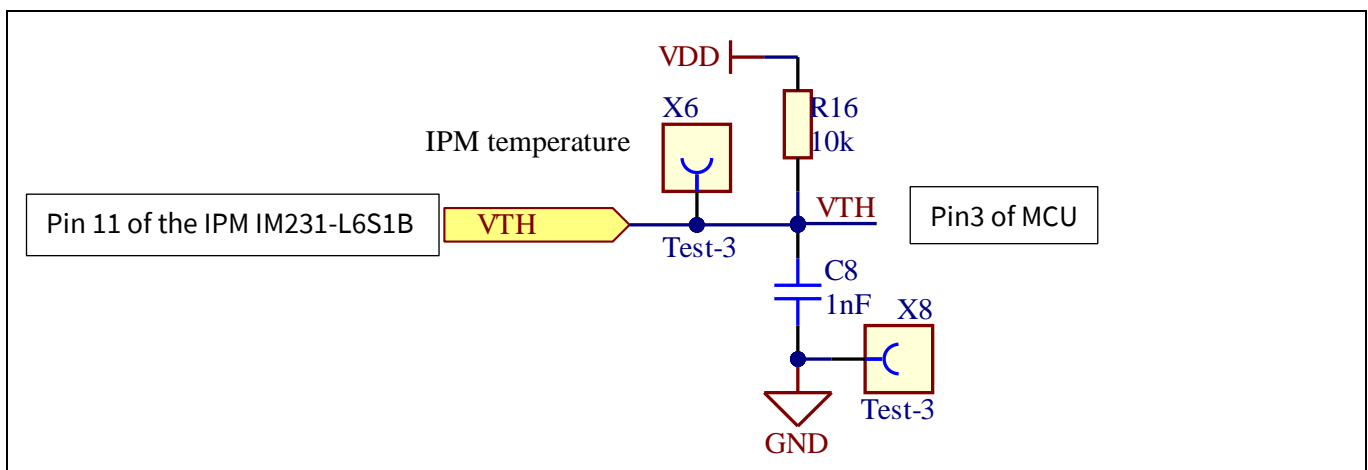 VDD
X6
R16
10k
IPM temperature
Pin 11 of the IPM IM231-L6S1B
VTH
VTH
Pin3 of MCU
Test-3
C8
1nF
X8
Test-3
GND